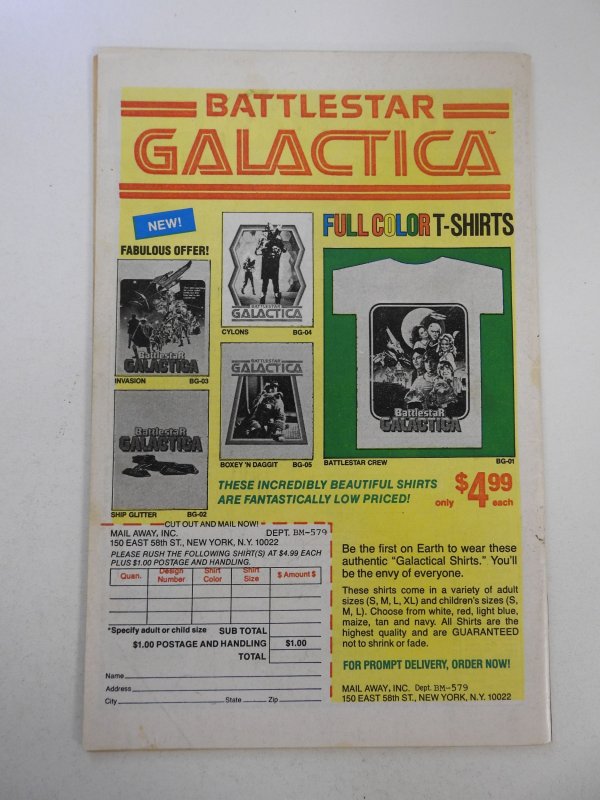 BATTLESTAR
GALACTICA™
NEW!
FABULOUS OFFER!
FULL COLOR T-SHIRTS
BattlestaR
GALACTICA
INVASION BG-03
BATTLESTAR
GALACTICA
CYLONS BG-04
BATTLESTAR
GALACTICA
BOXEY 'N DAGGIT BG-05
BattlestaR
GALACTICA
SHIP GLITTER BG-02
BattlestaR
GALACTICA
BATTLESTAR CREW BG-01
THESE INCREDIBLY BEAUTIFUL SHIRTS
ARE FANTASTICALLY LOW PRICED!
only $4.99 each
CUT OUT AND MAIL NOW!
MAIL AWAY, INC. DEPT. BM-579
150 EAST 58th ST., NEW YORK, N.Y. 10022
PLEASE RUSH THE FOLLOWING SHIRT(S) AT $4.99 EACH
PLUS $1.00 POSTAGE AND HANDLING.
Quan. Design Number Shirt Color Shirt Size $ Amount $
*Specify adult or child size SUB TOTAL
$1.00 POSTAGE AND HANDLING $1.00
TOTAL
Name
Address
City State Zip
Be the first on Earth to wear these
authentic "Galactical Shirts." You'll
be the envy of everyone.
These shirts come in a variety of adult
sizes (S, M, L, XL) and children's sizes (S,
M, L). Choose from white, red, light blue,
maize, tan and navy. All Shirts are the
highest quality and are GUARANTEED
not to shrink or fade.
FOR PROMPT DELIVERY, ORDER NOW!
MAIL AWAY, INC. Dept. BM-579
150 EAST 58th ST., NEW YORK, N.Y. 10022